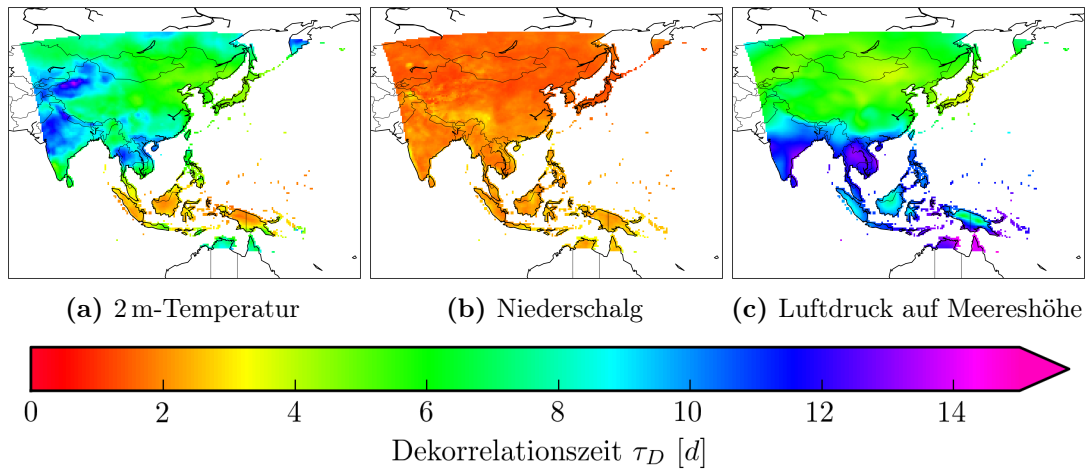 (a) 2 m-Temperatur
(b) Niederschalg
(c) Luftdruck auf Meereshöhe
0 2 4 6 8 10 12 14
Dekorrelationszeit τ_D [d]